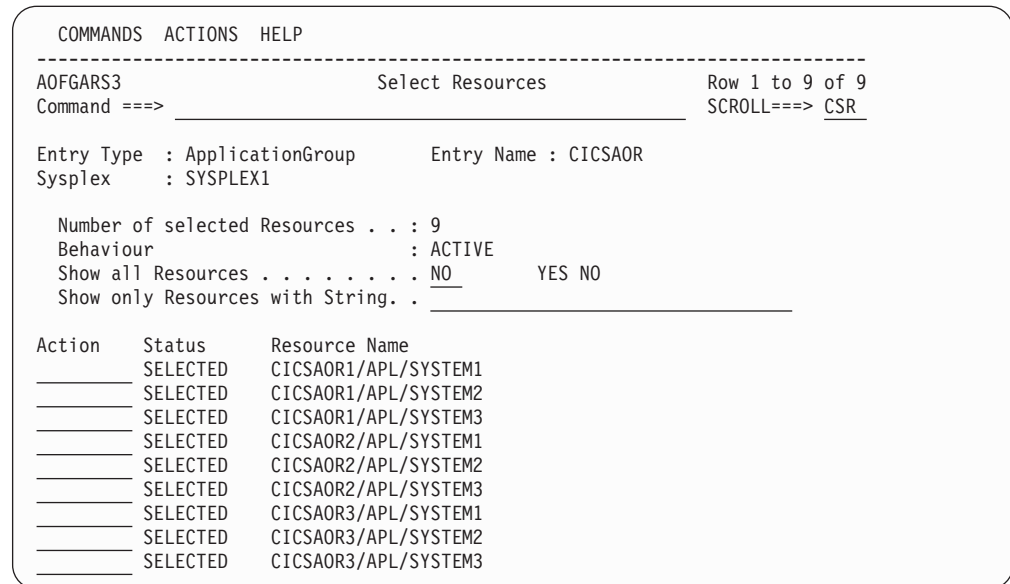 COMMANDS ACTIONS HELP
-------------------------------------------------------------------------------
AOFGARS3 Select Resources Row 1 to 9 of 9
Command ===> SCROLL===> CSR
Entry Type : ApplicationGroup Entry Name : CICSAOR
Sysplex : SYSPLEX1
Number of selected Resources . . : 9
Behaviour : ACTIVE
Show all Resources . . . . . . . . NO YES NO
Show only Resources with String. .
Action Status Resource Name
SELECTED CICSAOR1/APL/SYSTEM1
SELECTED CICSAOR1/APL/SYSTEM2
SELECTED CICSAOR1/APL/SYSTEM3
SELECTED CICSAOR2/APL/SYSTEM1
SELECTED CICSAOR2/APL/SYSTEM2
SELECTED CICSAOR2/APL/SYSTEM3
SELECTED CICSAOR3/APL/SYSTEM1
SELECTED CICSAOR3/APL/SYSTEM2
SELECTED CICSAOR3/APL/SYSTEM3